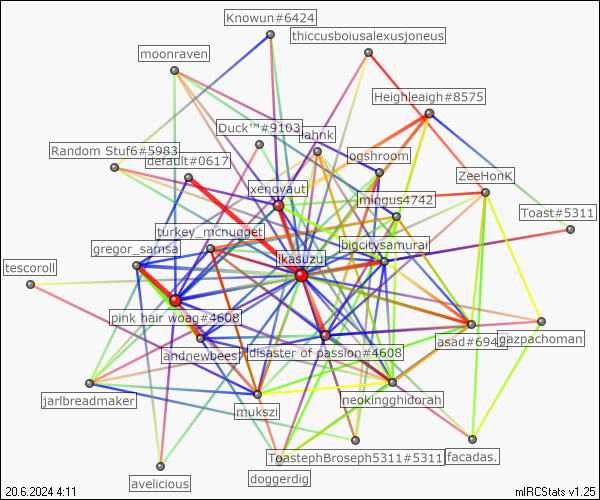 Knowun#6424
thiccusboiusalexusjoneus
moonraven
Heighleaigh#8575
Duck™#9103
lahnk
Random Stuf6#5983
default#0617
ogshroom
ZeeHonK
xenoyaut
mingus4742
Toast#5311
turkey_mcnugget
gregor_samsa
bigcitysamurai
ikasuzu
tescoroll
pink hair woag#4608
andnewbees
disaster of passion#4608
asad#694
gazpachoman
jarlbreadmaker
mukszi
neokingghidorah
ToastephBroseph5311#5311
facadas.
doggerdig
avelicious
20.6.2024 4:11
mIRCStats v1.25